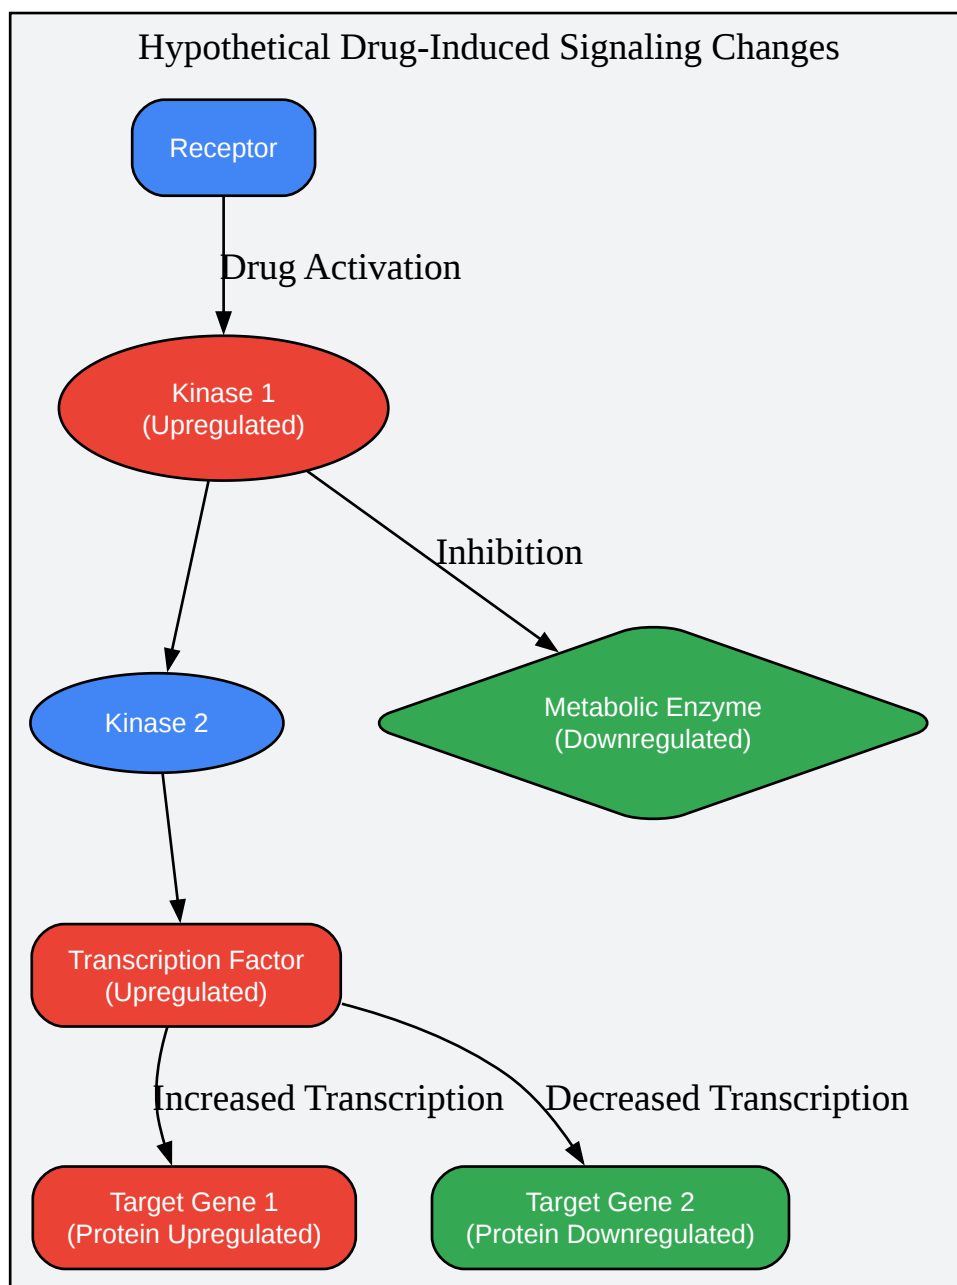 Hypothetical Drug-Induced Signaling Changes
Receptor
Drug Activation
Kinase 1
(Upregulated)
Inhibition
Kinase 2
Metabolic Enzyme
(Downregulated)
Transcription Factor
(Upregulated)
Increased Transcription
Decreased Transcription
Target Gene 1
(Protein Upregulated)
Target Gene 2
(Protein Downregulated)